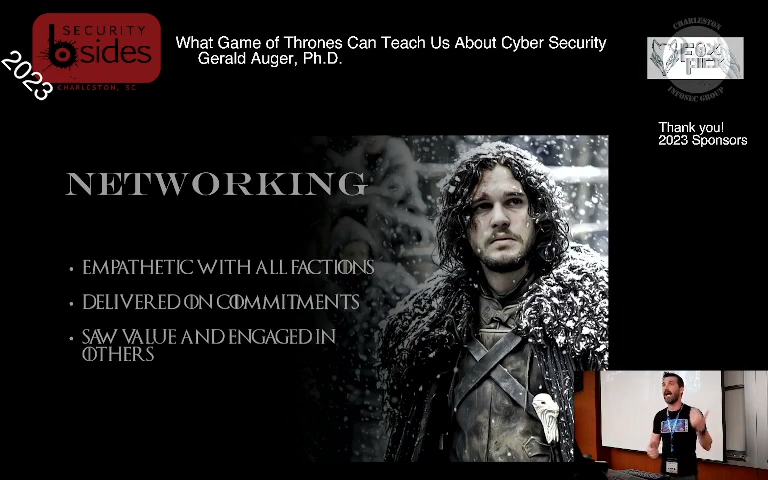 SECURITY
bsides
CHARLESTON, SC
2023
What Game of Thrones Can Teach Us About Cyber Security
Gerald Auger, Ph.D.
CHARLESTON
FOX
PICK
INFOSEC GROUP
Thank you!
2023 Sponsors
NETWORKING
• EMPATHETIC WITH ALL FACTIONS
• DELIVERED ON COMMITMENTS
• SAW VALUE AND ENGAGED IN
OTHERS